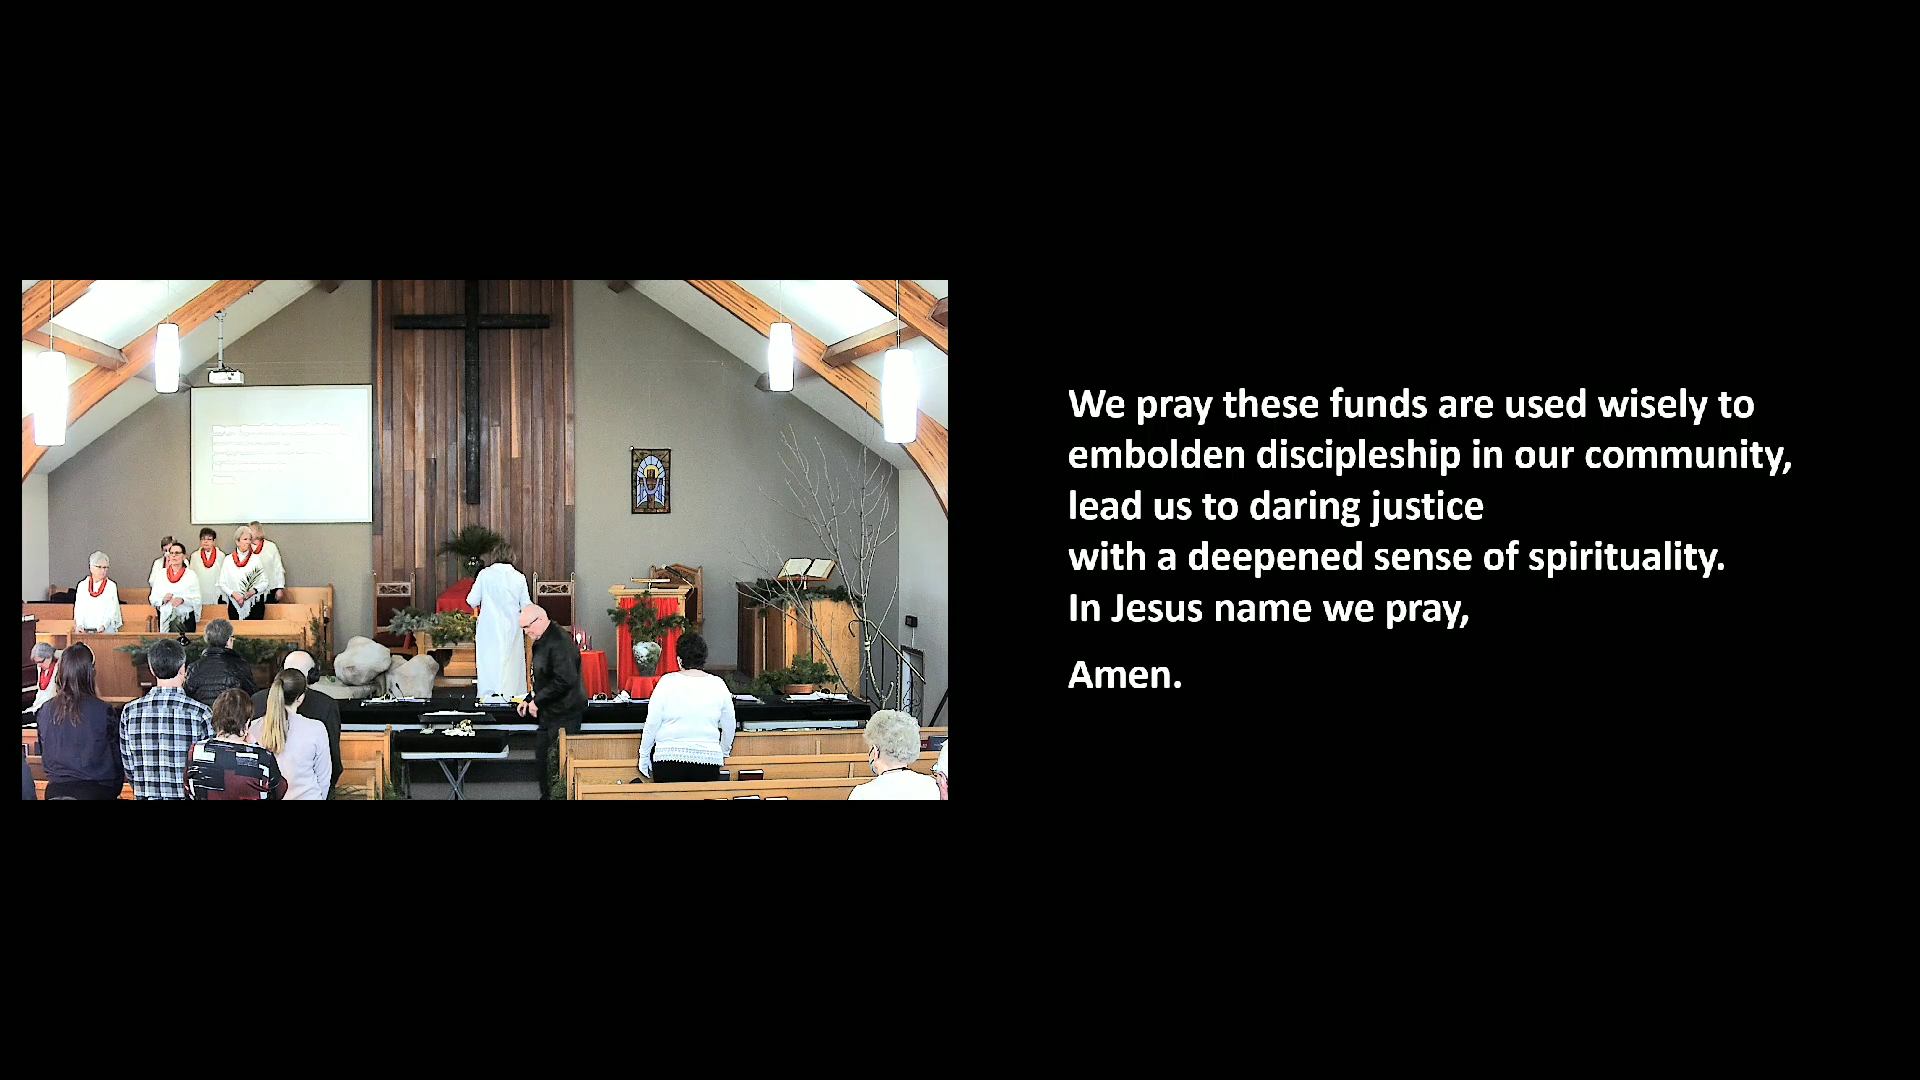 We pray these funds are used wisely to
embolden discipleship in our community,
lead us to daring justice
with a deepened sense of spirituality.
In Jesus name we pray,
Amen.